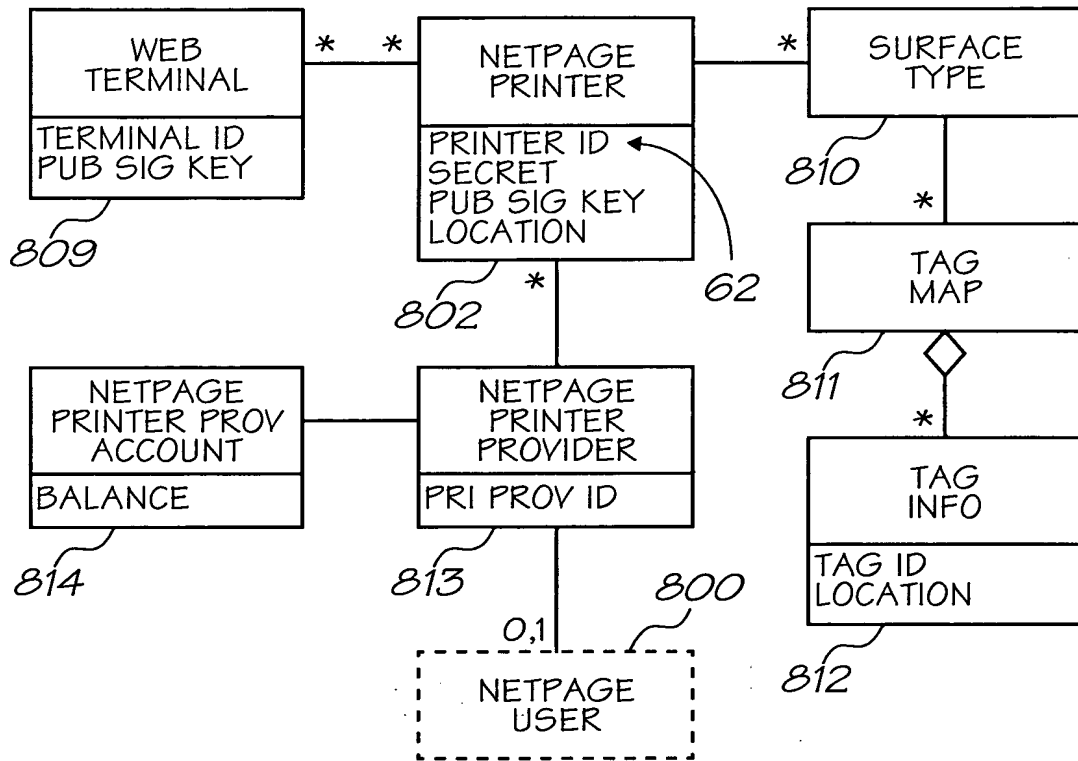 WEB
TERMINAL
TERMINAL ID
PUB SIG KEY
809
*
*
NETPAGE
PRINTER
PRINTER ID
SECRET
PUB SIG KEY
LOCATION
802
62
*
*
SURFACE
TYPE
810
*
TAG
MAP
811
*
TAG
INFO
TAG ID
LOCATION
812
NETPAGE
PRINTER PROV
ACCOUNT
BALANCE
814
NETPAGE
PRINTER
PROVIDER
PRI PROV ID
813
0,1
800
NETPAGE
USER